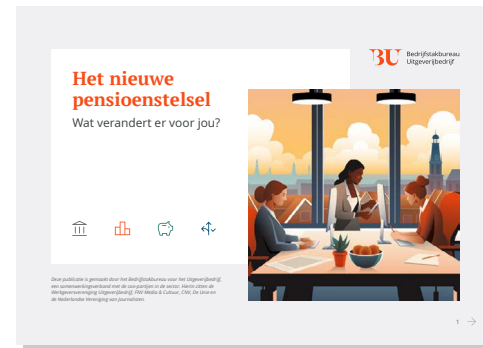 BU Bedrijfstakbureau
Uitgeverijbedrijf
Het nieuwe
pensioenstelsel
Wat verandert er voor jou?
Deze publicatie is gemaakt door het Bedrijfstakbureau voor het Uitgeverijbedrijf,
een samenwerkingsverband met de cao-partijen in de sector. Hierin zitten de
Werkgeversvereniging Uitgeverijbedrijf, FNV Media & Cultuur, CNV, De Unie en
de Nederlandse Vereniging van Journalisten.
1